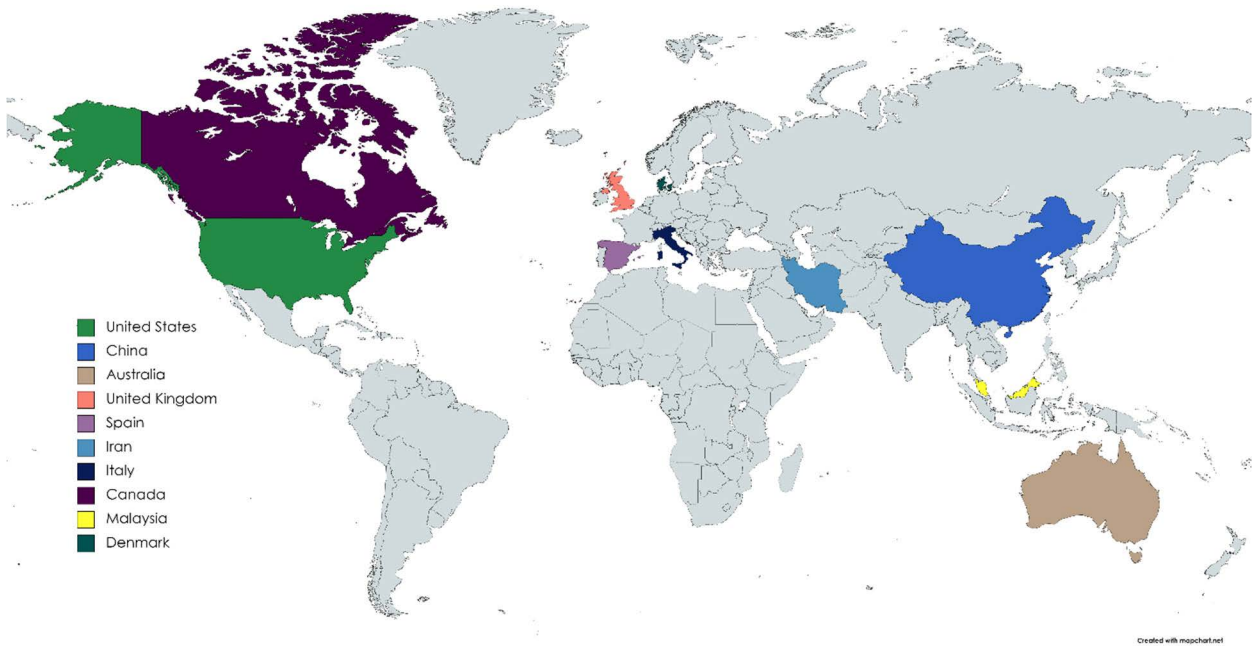 United States
China
Australia
United Kingdom
Spain
Iran
Italy
Canada
Malaysia
Denmark
Created with mapchart.net